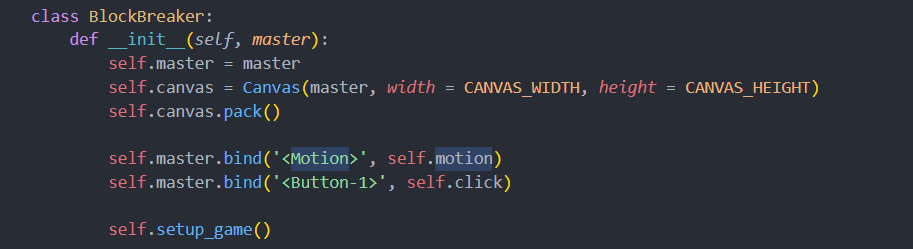 class BlockBreaker:
    def __init__(self, master):
        self.master = master
        self.canvas = Canvas(master, width = CANVAS_WIDTH, height = CANVAS_HEIGHT)
        self.canvas.pack()

        self.master.bind('<Motion>', self.motion)
        self.master.bind('<Button-1>', self.click)

        self.setup_game()